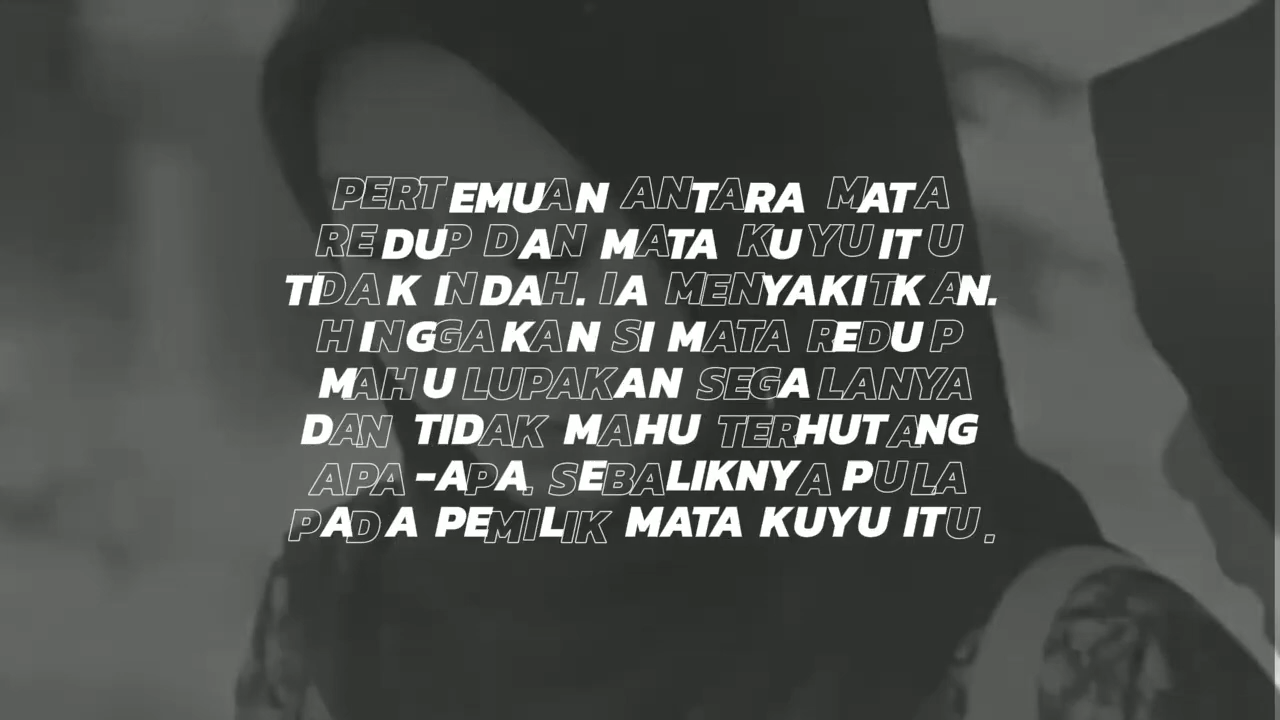 PERTEMUAN ANTARA MATA
REDUP DAN MATA KUYU ITU
TIDAK INDAH. IA MENYAKITKAN.
HINGGAKAN SI MATA REDUP
MAHU LUPAKAN SEGALANYA
DAN TIDAK MAHU TERHUTANG
APA-APA. SEBALIKNYA PULA
PADA PEMILIK MATA KUYU ITU.